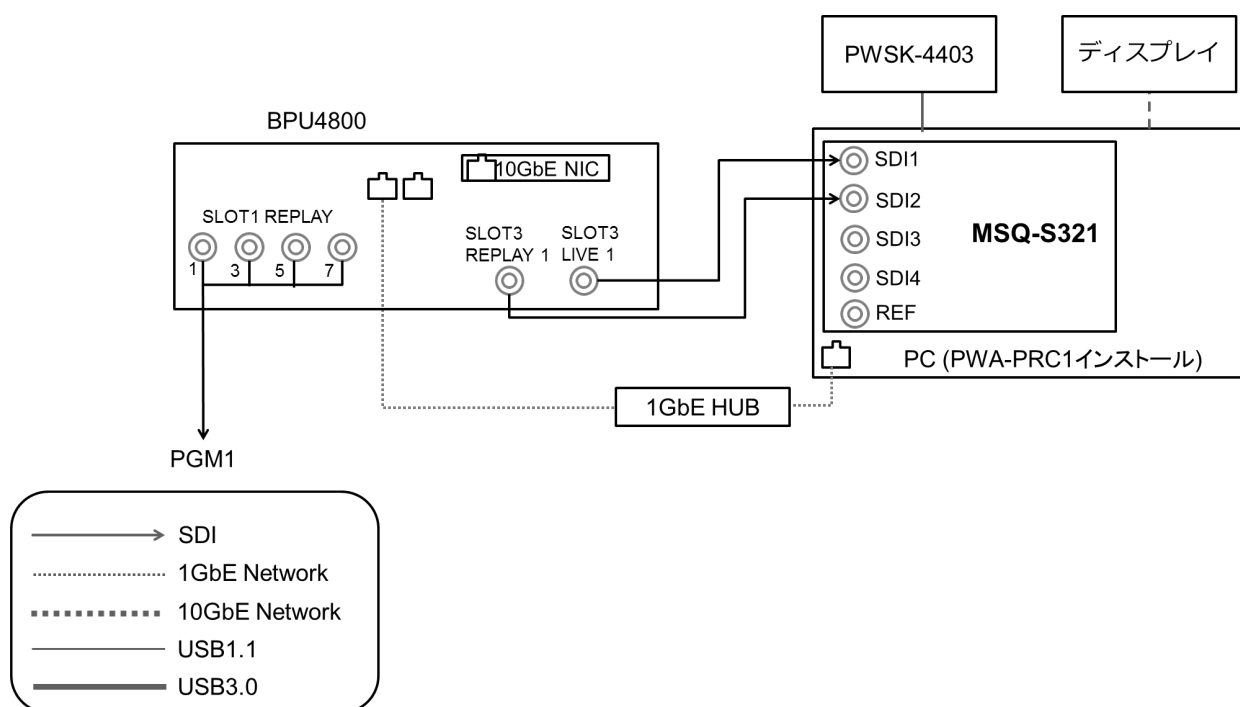 PWSK-4403
ディスプレイ
BPU4800
10GbE NIC
SLOT1 REPLAY
1
3
5
7
SLOT3
REPLAY 1
SLOT3
LIVE 1
SDI1
SDI2
SDI3
SDI4
REF
MSQ-S321
PC (PWA-PRC1インストール)
1GbE HUB
PGM1
SDI
1GbE Network
10GbE Network
USB1.1
USB3.0